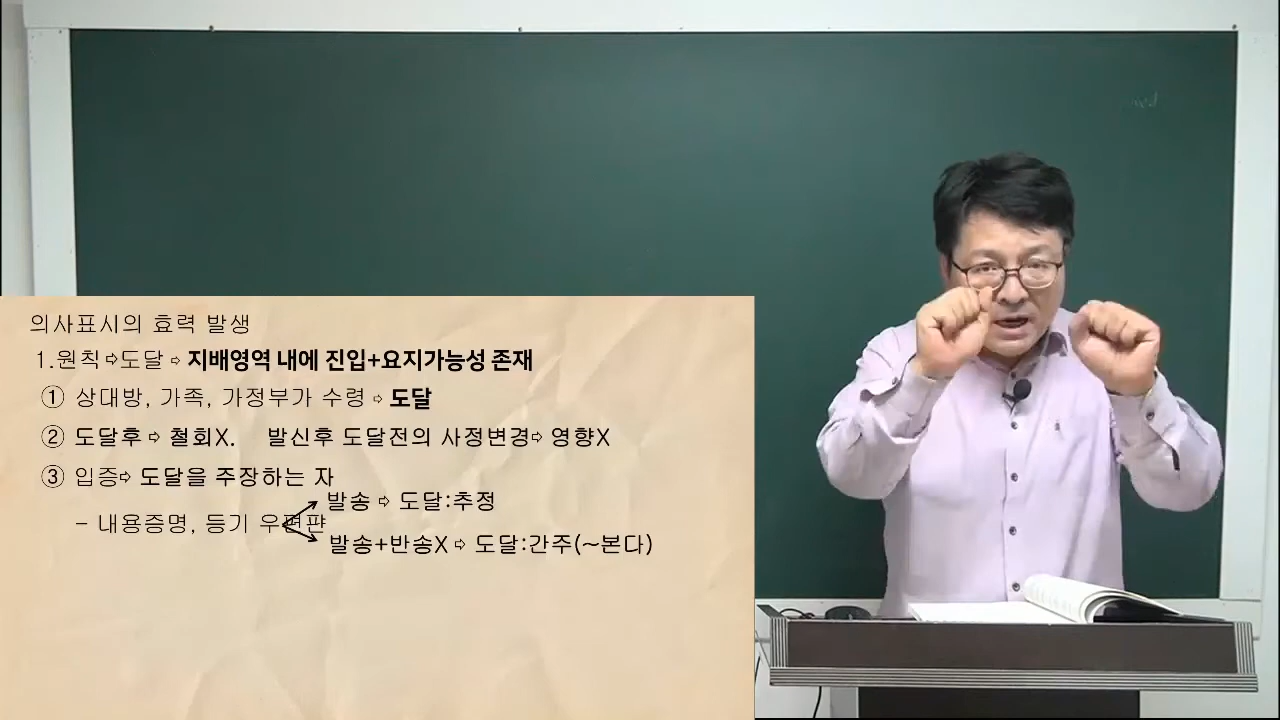 의사표시의 효력 발생
1.원칙⇨도달⇨지배영역 내에 진입+요지가능성 존재
① 상대방, 가족, 가정부가 수령⇨도달
② 도달후⇨철회X. 발신후 도달전의 사정변경⇨영향X
③ 입증⇨도달을 주장하는 자
발송⇨도달:추정
- 내용증명, 등기 우편
발송+반송X⇨도달:간주(~본다)